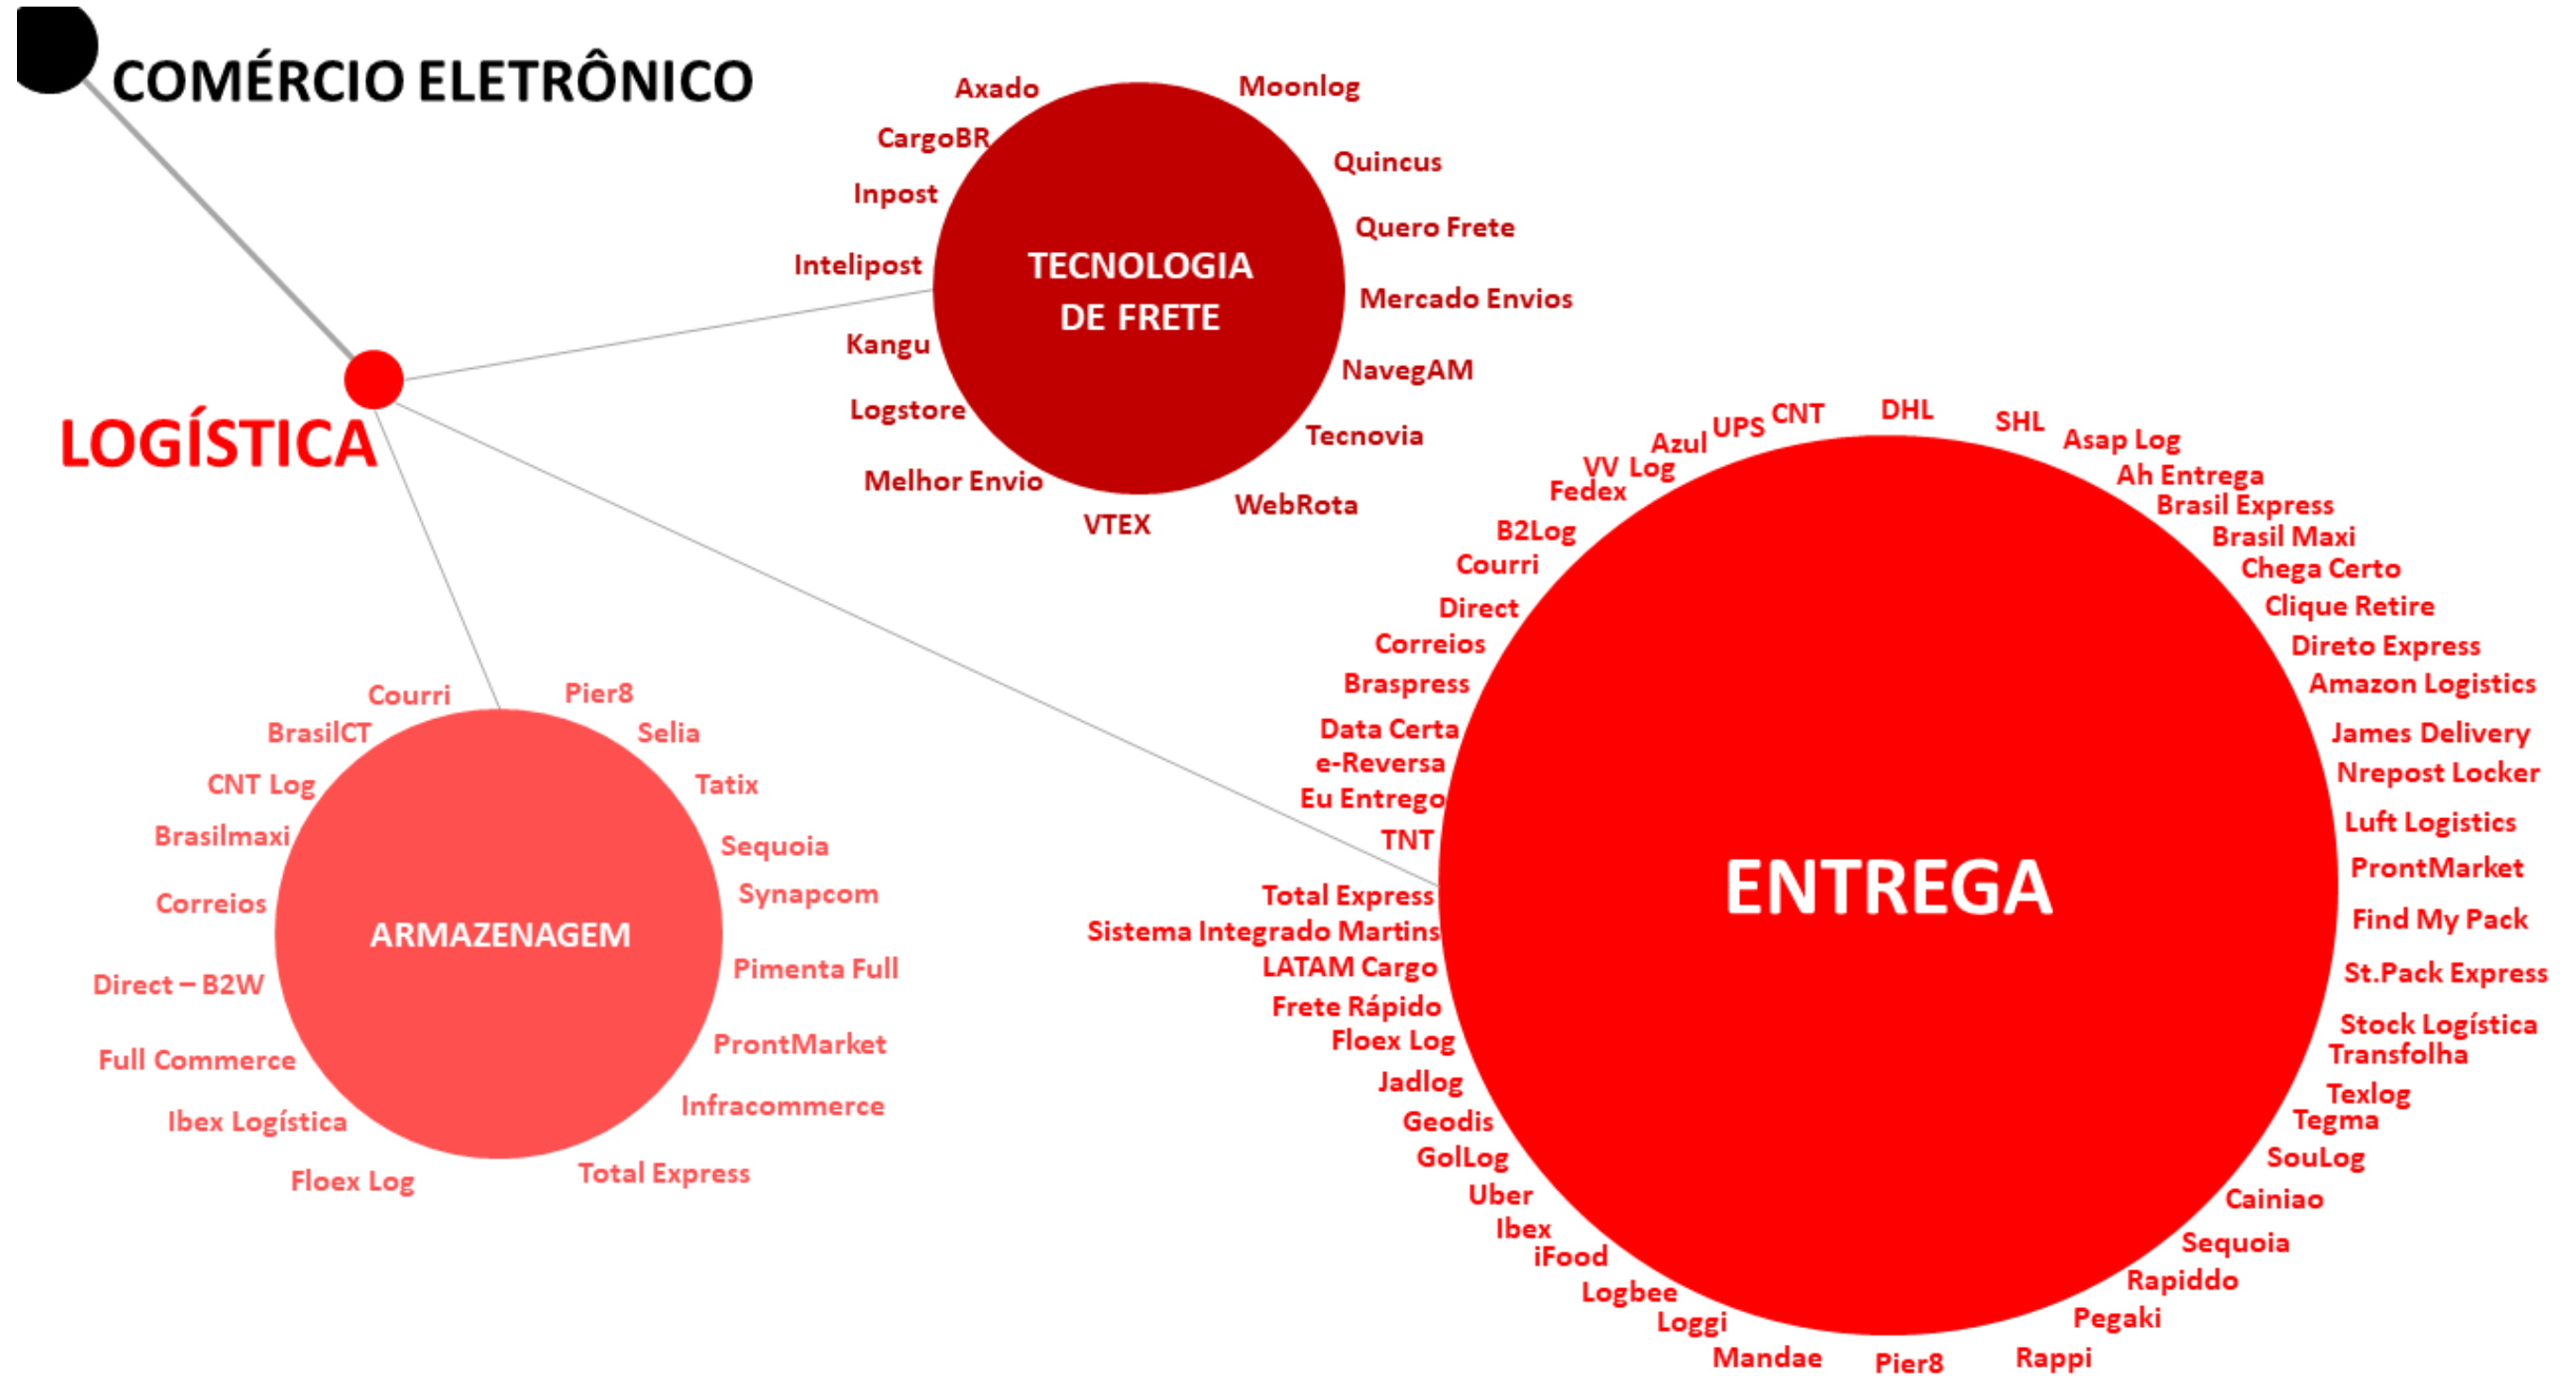 COMÉRCIO ELETRÔNICO
LOGÍSTICA
TECNOLOGIA
DE FRETE
Axado
CargoBR
Inpost
Intelipost
Kangu
Logstore
Melhor Envio
VTEX
Moonlog
Quincus
Quero Frete
Mercado Envios
NavegAM
Tecnovia
WebRota
ARMAZENAGEM
Courri
BrasilCT
CNT Log
Brasilmaxi
Correios
Direct – B2W
Full Commerce
Ibex Logística
Floex Log
Pier8
Selia
Tatix
Sequoia
Synapcom
Pimenta Full
ProntMarket
Infracommerce
Total Express
ENTREGA
DHL
CNT
UPS
Azul
VV Log
Fedex
B2Log
Courri
Direct
Correios
Braspress
Data Certa
e-Reversa
Eu Entrego
TNT
Total Express
Sistema Integrado Martins
LATAM Cargo
Frete Rápido
Floex Log
Jadlog
Geodis
GolLog
Uber
Ibex
iFood
Logbee
Loggi
Mandae
Pier8
SHL
Asap Log
Ah Entrega
Brasil Express
Brasil Maxi
Chega Certo
Clique Retire
Direto Express
Amazon Logistics
James Delivery
Nrepost Locker
Luft Logistics
ProntMarket
Find My Pack
St.Pack Express
Stock Logística
Transfolha
Texlog
Tegma
SouLog
Cainiao
Sequoia
Rapiddo
Pegaki
Rappi